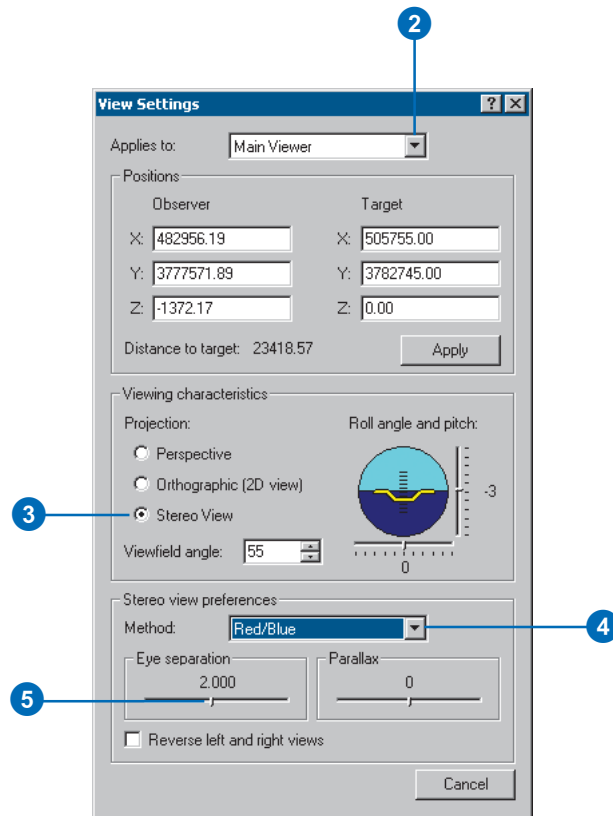 2
View Settings
Applies to: Main Viewer
Positions
Observer Target
X: 482956.19 X: 505755.00
Y: 3777571.89 Y: 3782745.00
Z: -1372.17 Z: 0.00
Distance to target: 23418.57 Apply
Viewing characteristics
Projection: Roll angle and pitch:
Perspective
Orthographic (2D view) -3
3 Stereo View
Viewfield angle: 55
0
Stereo view preferences
Method: Red/Blue 4
Eye separation Parallax
2.000 0
5
Reverse left and right views
Cancel